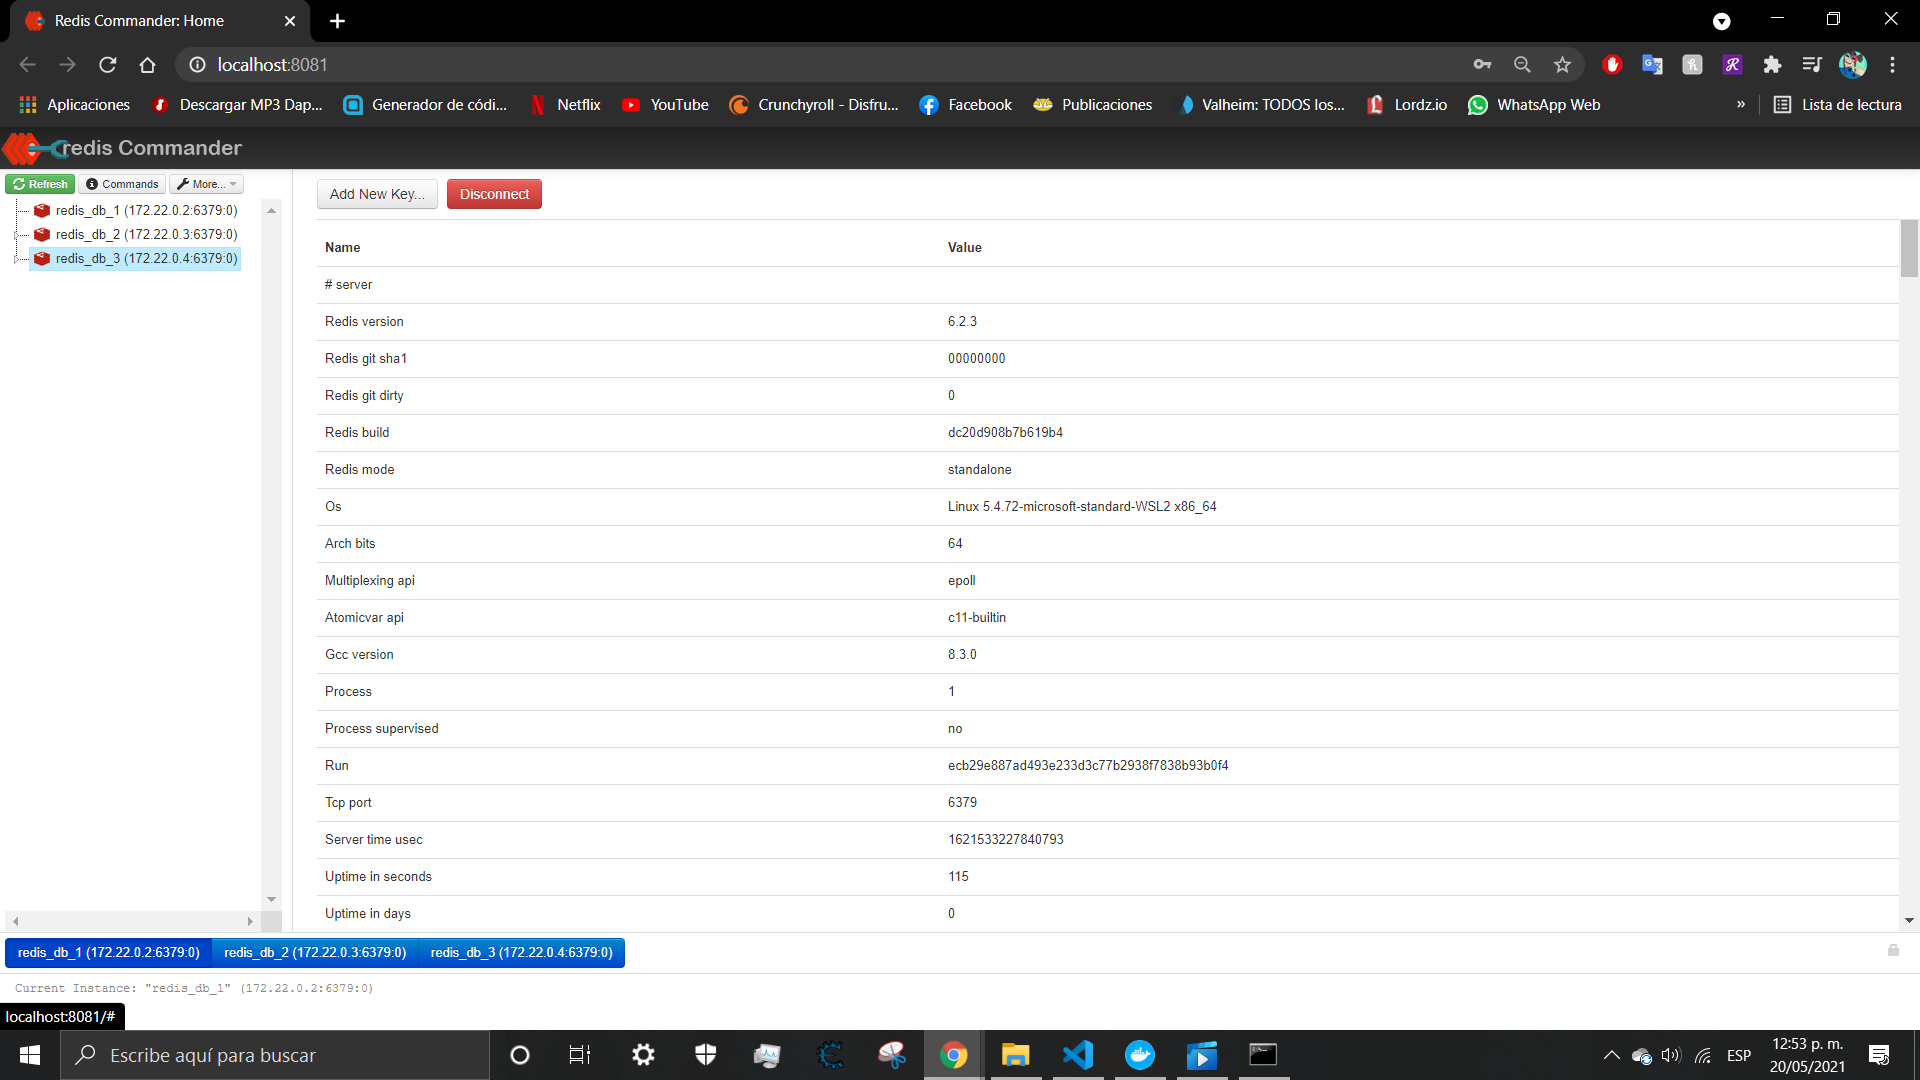 Redis Commander: Home
localhost:8081
Aplicaciones
Descargar MP3 Dap...
Generador de códi...
Netflix
YouTube
Crunchyroll - Disfru...
Facebook
Publicaciones
Valheim: TODOS los...
Lordz.io
WhatsApp Web
»
Lista de lectura
redis Commander
Refresh
Commands
More...
redis_db_1 (172.22.0.2:6379:0)
redis_db_2 (172.22.0.3:6379:0)
redis_db_3 (172.22.0.4:6379:0)
Add New Key...
Disconnect
Name Value
# server
Redis version 6.2.3
Redis git sha1 00000000
Redis git dirty 0
Redis build dc20d908b7b619b4
Redis mode standalone
Os Linux 5.4.72-microsoft-standard-WSL2 x86_64
Arch bits 64
Multiplexing api epoll
Atomicvar api c11-builtin
Gcc version 8.3.0
Process 1
Process supervised no
Run ecb29e887ad493e233d3c77b2938f7838b93b0f4
Tcp port 6379
Server time usec 1621533227840793
Uptime in seconds 115
Uptime in days 0
redis_db_1 (172.22.0.2:6379:0)
redis_db_2 (172.22.0.3:6379:0)
redis_db_3 (172.22.0.4:6379:0)
Current Instance: "redis_db_1" (172.22.0.2:6379:0)
localhost:8081/#
Escribe aquí para buscar
ESP
12:53 p. m.
20/05/2021